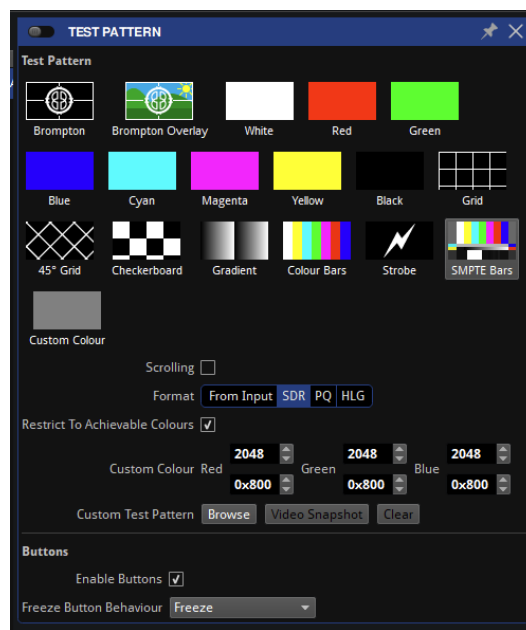 TEST PATTERN
Test Pattern
Brompton Brompton Overlay White Red Green
Blue Cyan Magenta Yellow Black Grid
45° Grid Checkerboard Gradient Colour Bars Strobe SMPTE Bars
Custom Colour
Scrolling
Format From Input SDR PQ HLG
Restrict To Achievable Colours
2048 2048 2048
Custom Colour Red Green Blue
0x800 0x800 0x800
Custom Test Pattern Browse Video Snapshot Clear
Buttons
Enable Buttons
Freeze Button Behaviour Freeze